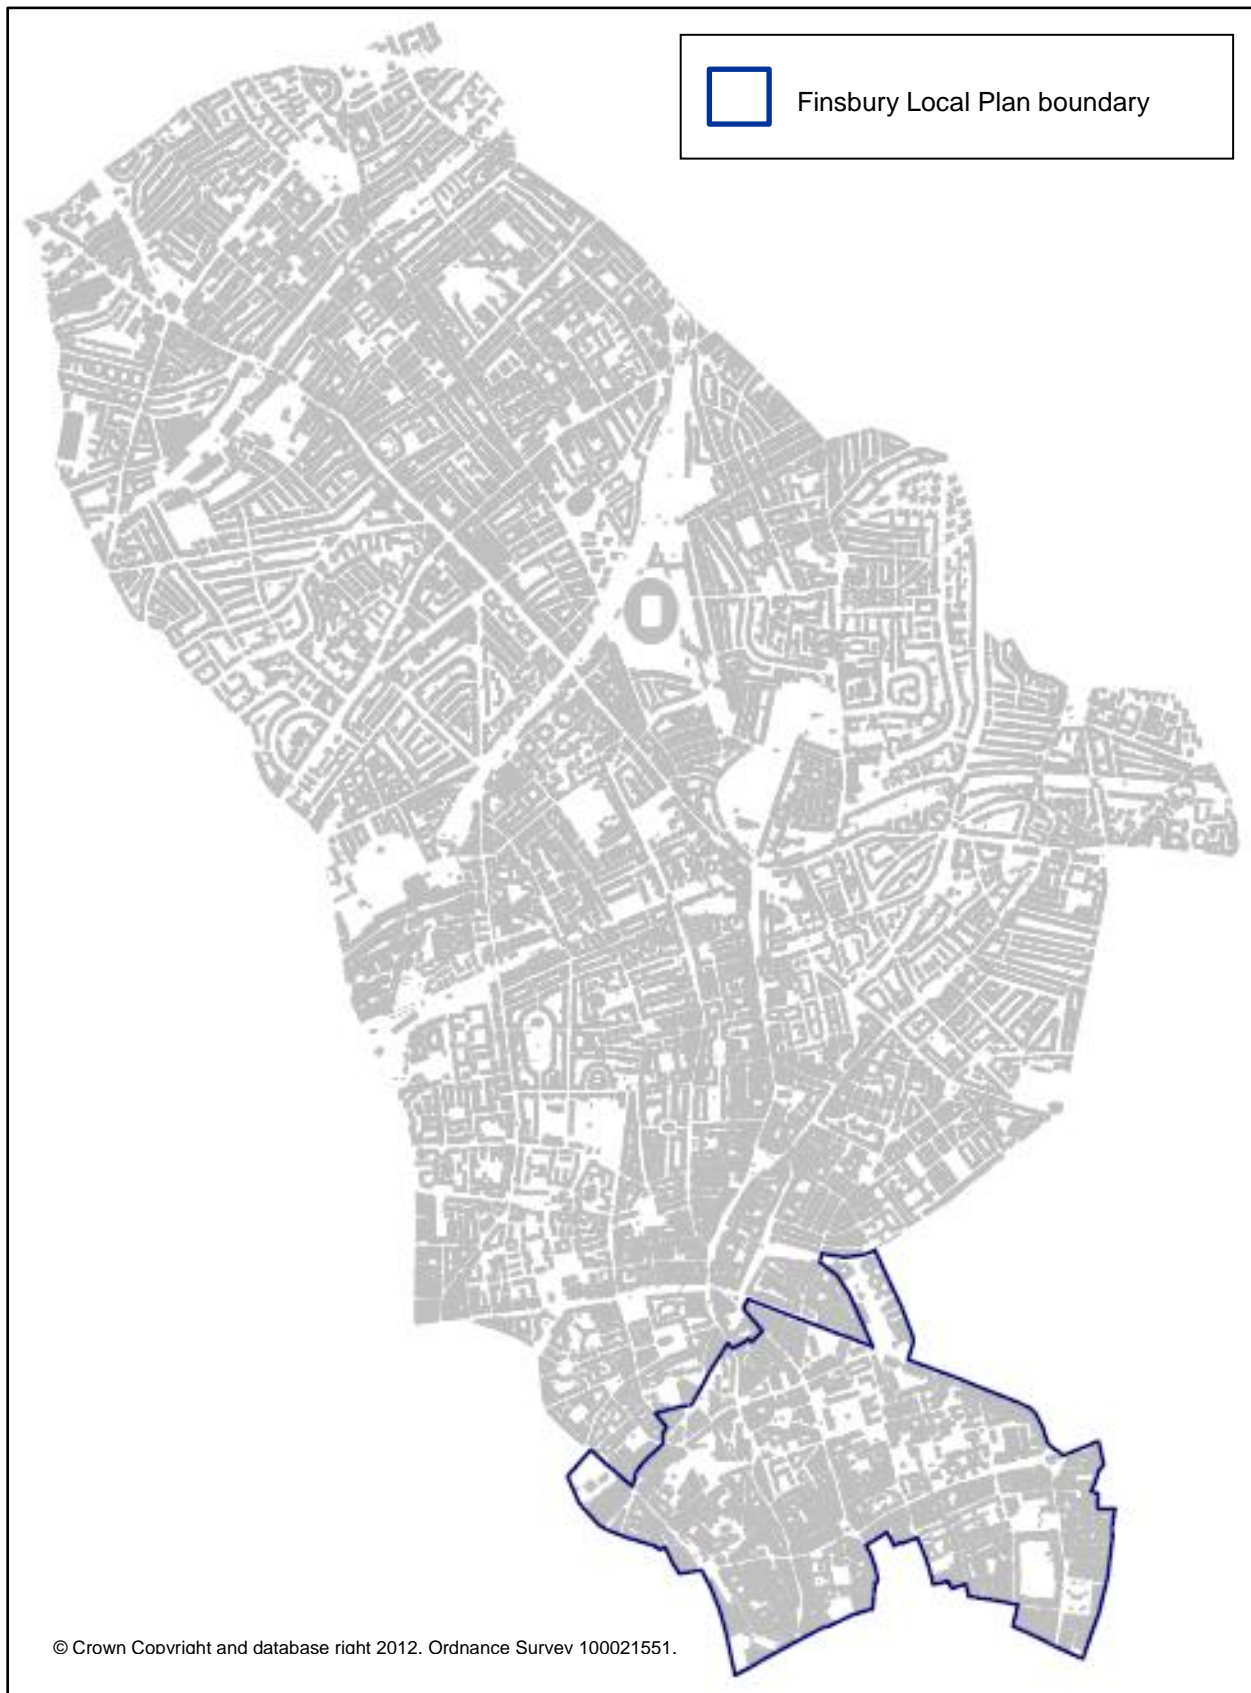 Finsbury Local Plan boundary
© Crown Copyright and database right 2012. Ordnance Survey 100021551.